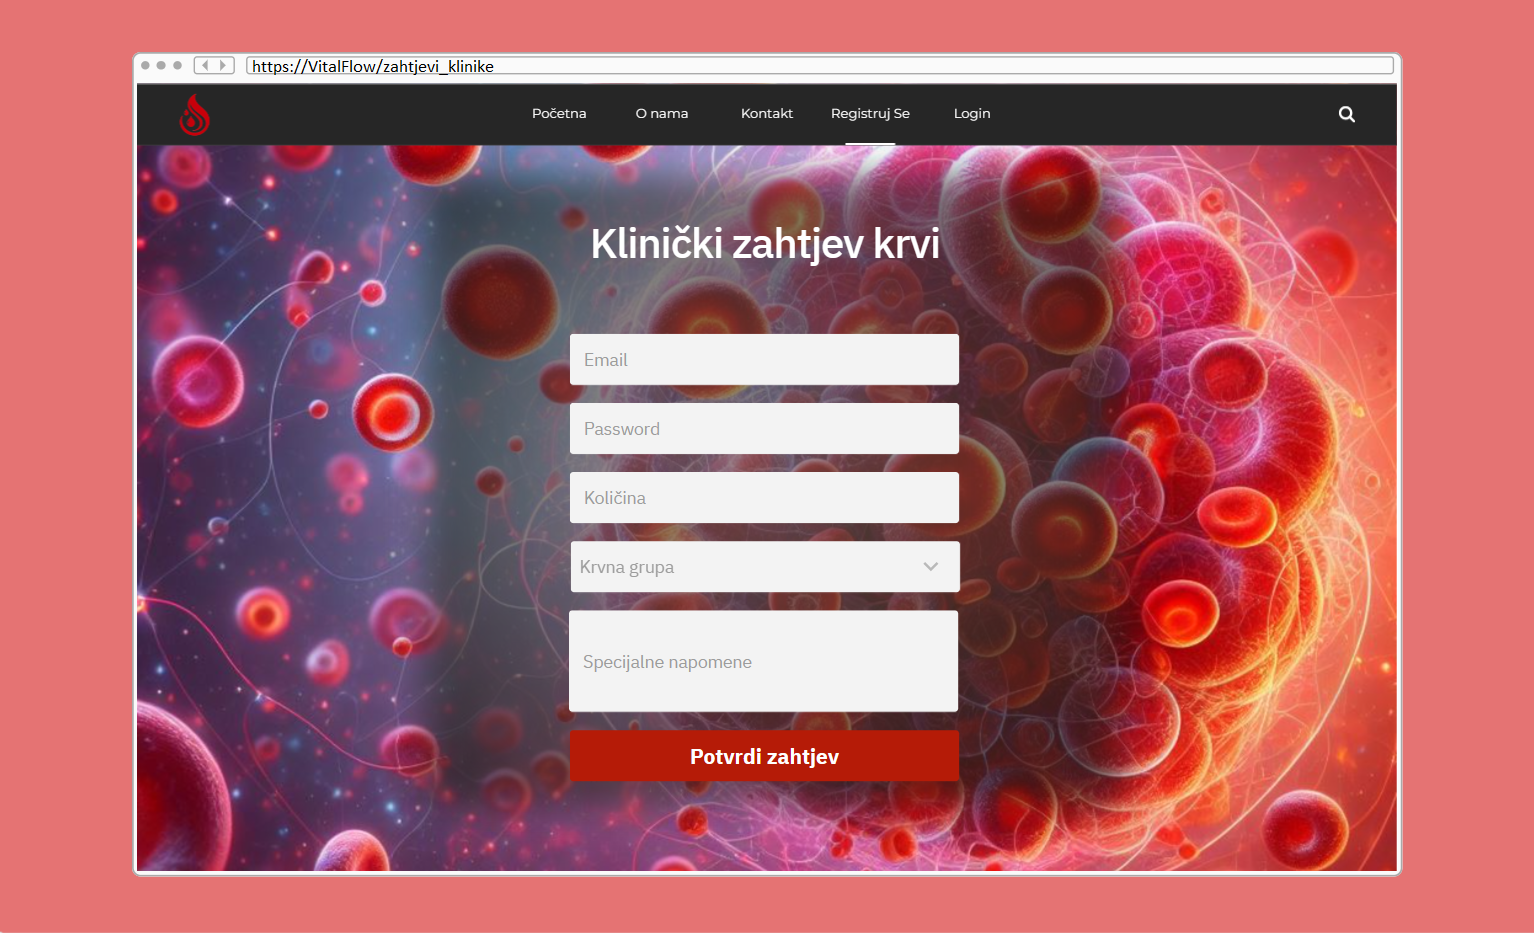 https://VitalFlow/zahtjevi_klinike
Početna O nama Kontakt Registruj Se Login
Klinički zahtjev krvi
Email
Password
Količina
Krvna grupa
Specijalne napomene
Potvrdi zahtjev